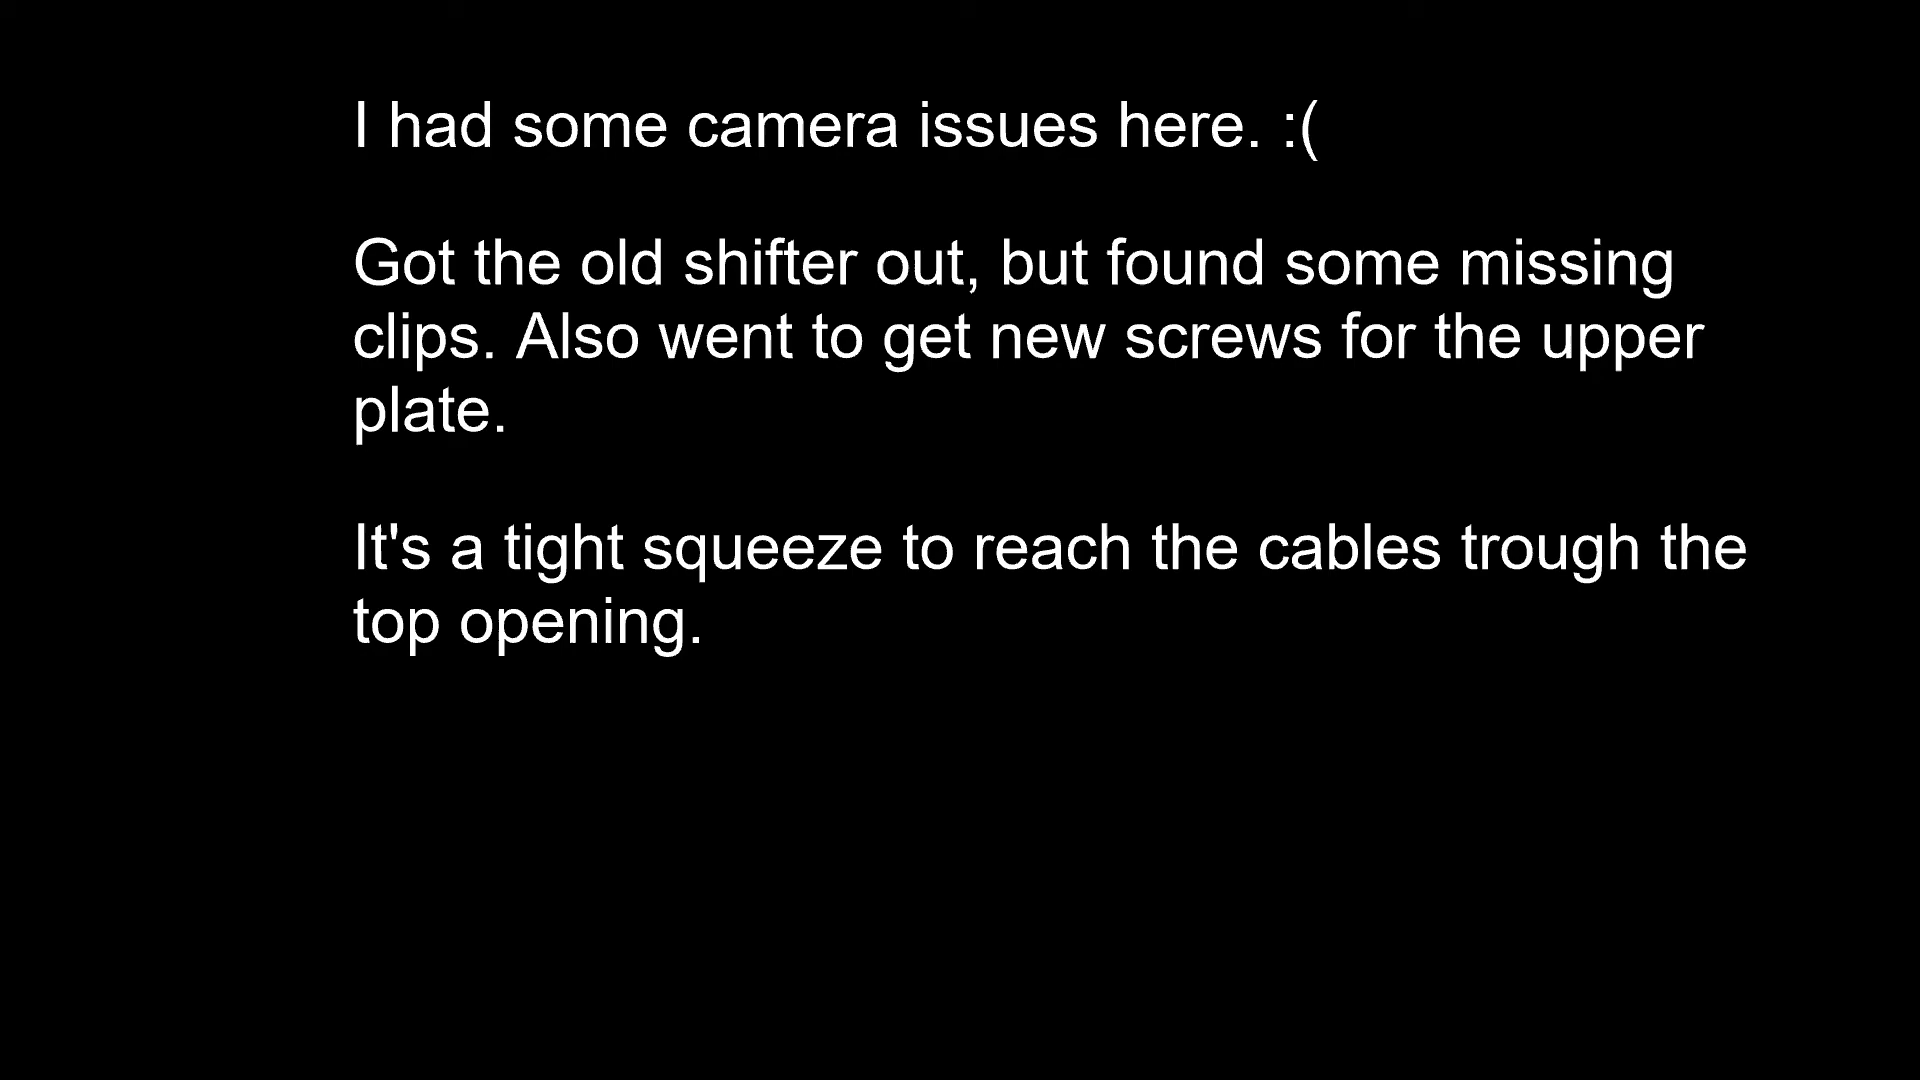 I had some camera issues here. :(
Got the old shifter out, but found some missing
clips. Also went to get new screws for the upper
plate.
It's a tight squeeze to reach the cables trough the
top opening.